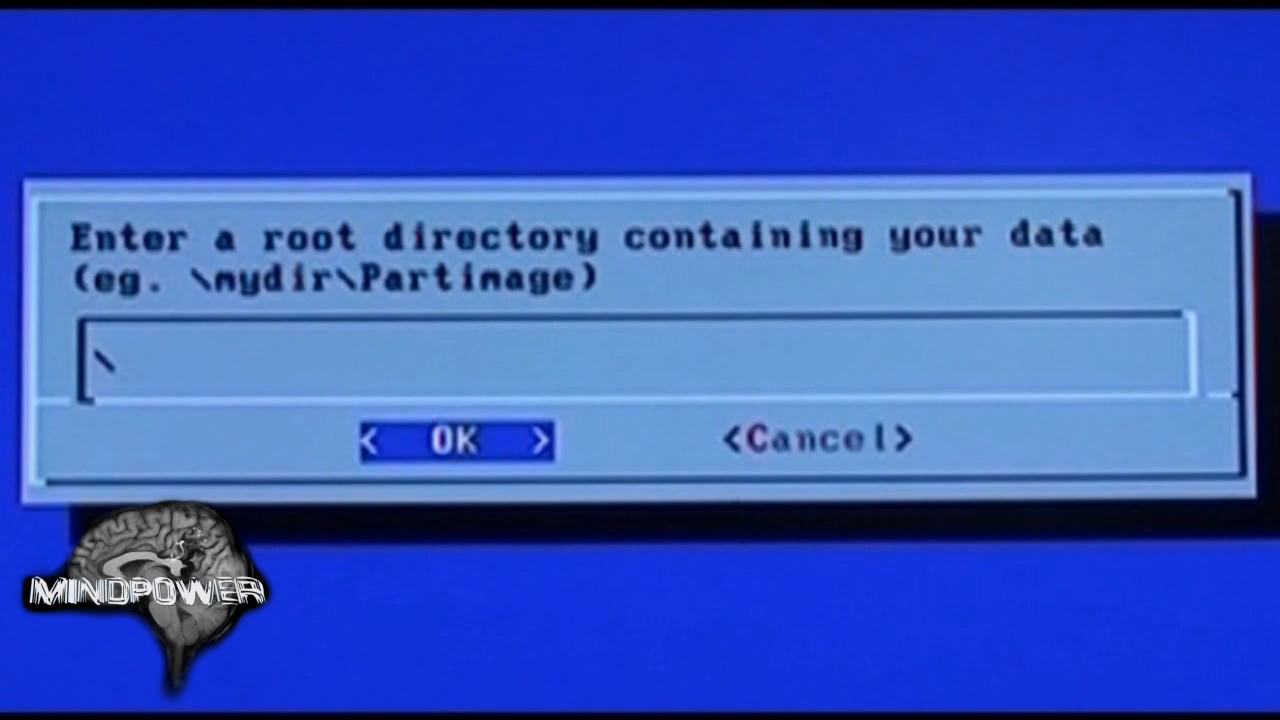 Enter a root directory containing your data
(eg. \mydir\Partimage)
\
< OK > <Cancel>
MINDPOWER